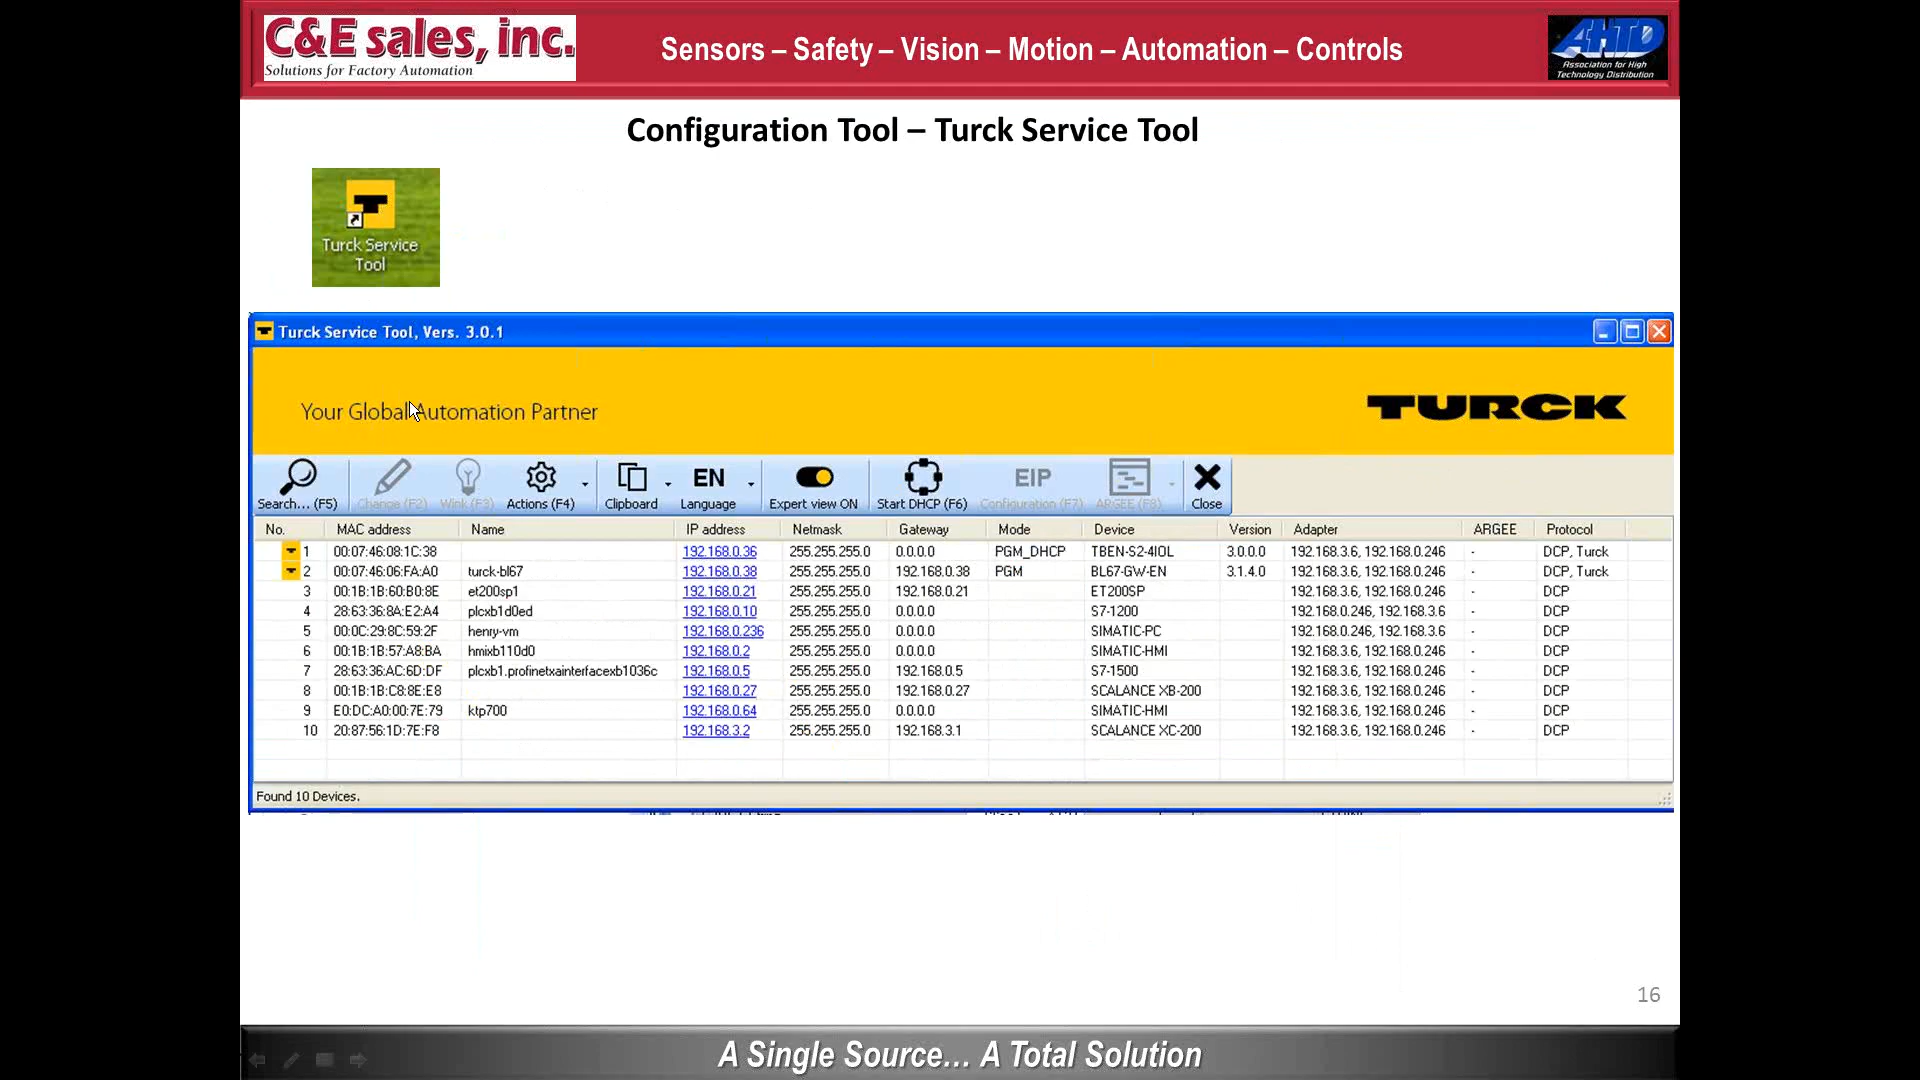 C&E sales, inc.
Solutions for Factory Automation
Sensors – Safety – Vision – Motion – Automation – Controls
AHTD
Association for High
Technology Distribution
Configuration Tool – Turck Service Tool
Turck Service
Tool
Turck Service Tool, Vers. 3.0.1
Your Global Automation Partner
TURCK
Search... (F5) Change (F2) Wink (F3) Actions (F4) Clipboard EN Language Expert view ON Start DHCP (F6) EIP Configuration (F7) ARGEE (F8) Close
No. MAC address Name IP address Netmask Gateway Mode Device Version Adapter ARGEE Protocol
1 00:07:46:08:1C:38 192.168.0.36 255.255.255.0 0.0.0.0 PGM_DHCP TBEN-S2-4IOL 3.0.0.0 192.168.3.6, 192.168.0.246 - DCP, Turck
2 00:07:46:06:FA:A0 turck-bl67 192.168.0.38 255.255.255.0 192.168.0.38 PGM BL67-GW-EN 3.1.4.0 192.168.3.6, 192.168.0.246 - DCP, Turck
3 00:1B:1B:60:B0:8E et200sp1 192.168.0.21 255.255.255.0 192.168.0.21 ET200SP 192.168.3.6, 192.168.0.246 - DCP
4 28:63:36:8A:E2:A4 plcxb1d0ed 192.168.0.10 255.255.255.0 0.0.0.0 S7-1200 192.168.0.246, 192.168.3.6 - DCP
5 00:0C:29:8C:59:2F henry-vm 192.168.0.236 255.255.255.0 0.0.0.0 SIMATIC-PC 192.168.0.246, 192.168.3.6 - DCP
6 00:1B:1B:57:A8:BA hmixb110d0 192.168.0.2 255.255.255.0 0.0.0.0 SIMATIC-HMI 192.168.3.6, 192.168.0.246 - DCP
7 28:63:36:AC:6D:DF plcxb1.profinetxainterfacexb1036c 192.168.0.5 255.255.255.0 192.168.0.5 S7-1500 192.168.3.6, 192.168.0.246 - DCP
8 00:1B:1B:C8:8E:E8 192.168.0.27 255.255.255.0 192.168.0.27 SCALANCE XB-200 192.168.3.6, 192.168.0.246 - DCP
9 E0:DC:A0:00:7E:79 ktp700 192.168.0.64 255.255.255.0 0.0.0.0 SIMATIC-HMI 192.168.3.6, 192.168.0.246 - DCP
10 20:87:56:1D:7E:F8 192.168.3.2 255.255.255.0 192.168.3.1 SCALANCE XC-200 192.168.3.6, 192.168.0.246 - DCP
Found 10 Devices.
16
A Single Source... A Total Solution